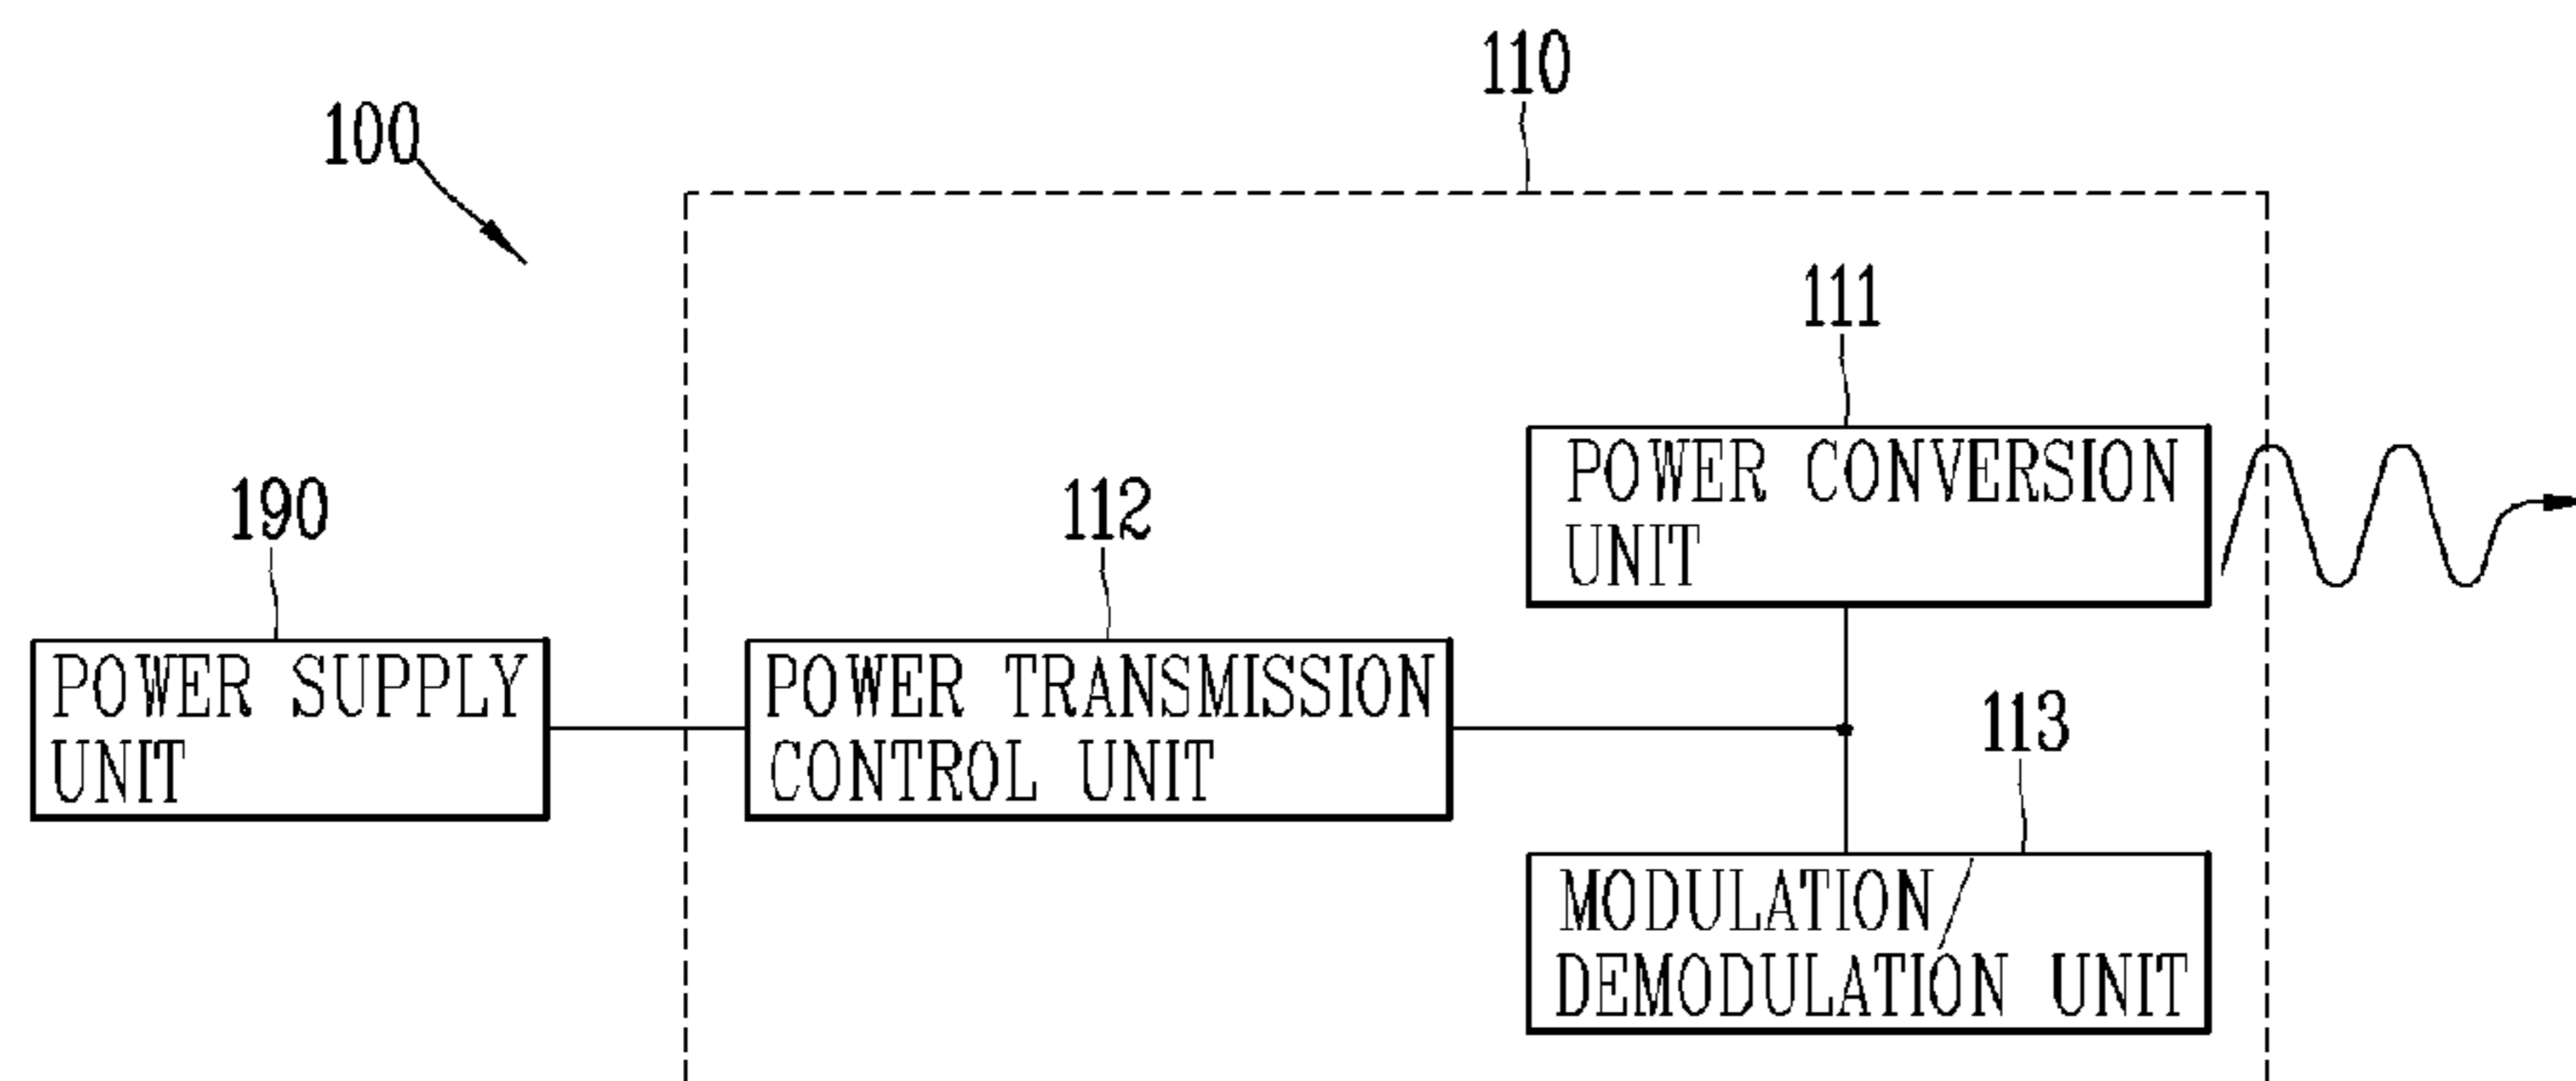 110
100
111
POWER CONVERSION
UNIT
190
112
POWER SUPPLY
UNIT
POWER TRANSMISSION
CONTROL UNIT
113
MODULATION/
DEMODULATION UNIT